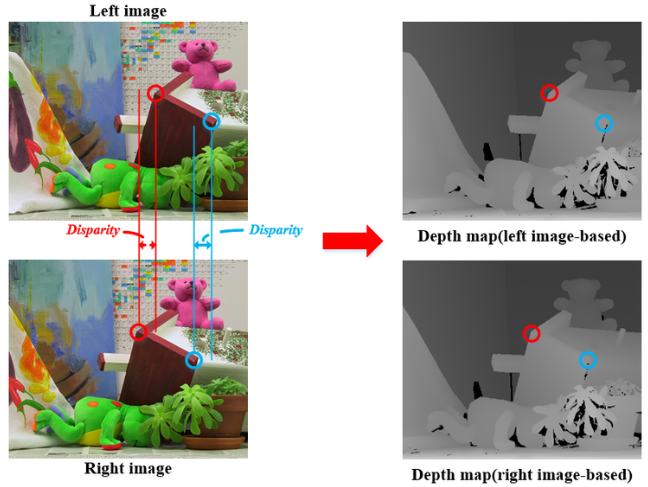 Left image
Disparity
Disparity
Depth map(left image-based)
Right image
Depth map(right image-based)